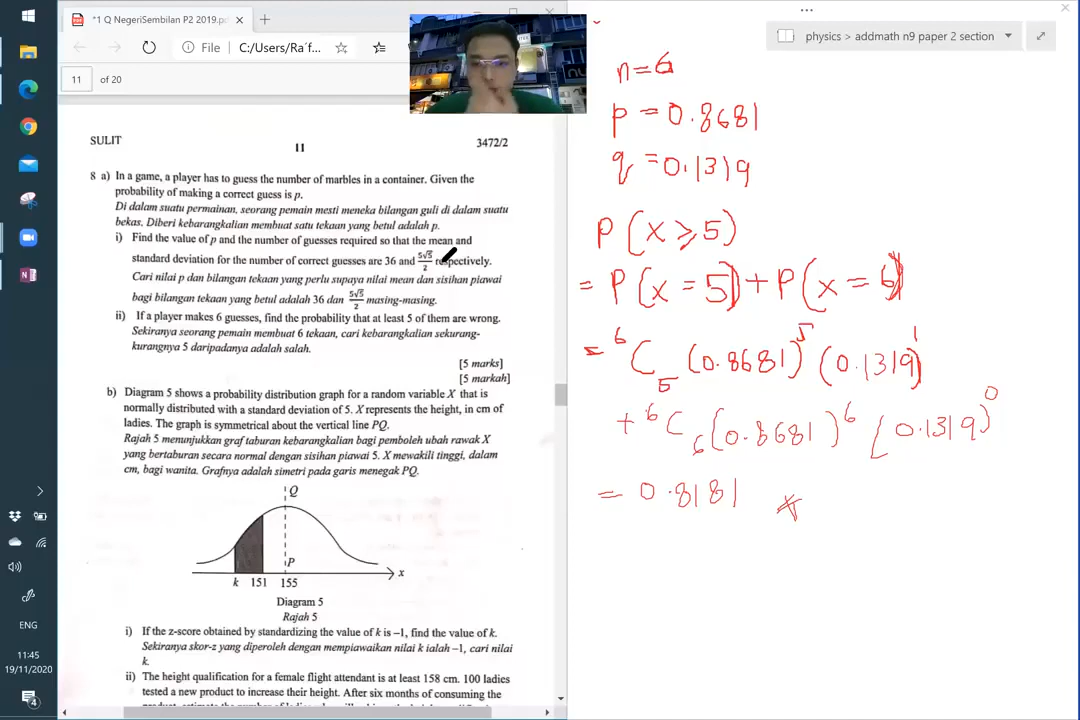 *1 Q NegeriSembilan P2 2019.pdf
File
C:/Users/Ra´f...
11 of 20
physics > addmath n9 paper 2 section
SULIT
11
3472/2
8 a) In a game, a player has to guess the number of marbles in a container. Given the
probability of making a correct guess is p.
Di dalam suatu permainan, seorang pemain mesti meneka bilangan guli di dalam suatu
bekas. Diberi kebarangkalian membuat satu tekaan yang betul adalah p.
i) Find the value of p and the number of guesses required so that the mean and
standard deviation for the number of correct guesses are 36 and 5√5/2 respectively.
Cari nilai p dan bilangan tekaan yang perlu supaya nilai mean dan sisihan piawai
bagi bilangan tekaan yang betul adalah 36 dan 5√5/2 masing-masing.
ii) If a player makes 6 guesses, find the probability that at least 5 of them are wrong.
Sekiranya seorang pemain membuat 6 tekaan, cari kebarangkalian sekurang-
kurangnya 5 daripadanya adalah salah.
[5 marks]
[5 markah]
b) Diagram 5 shows a probability distribution graph for a random variable X that is
normally distributed with a standard deviation of 5. X represents the height, in cm of
ladies. The graph is symmetrical about the vertical line PQ.
Rajah 5 menunjukkan graf taburan kebarangkalian bagi pemboleh ubah rawak X
yang bertaburan secara normal dengan sisihan piawai 5. X mewakili tinggi, dalam
cm, bagi wanita. Grafnya adalah simetri pada garis menegak PQ.
Q
P
x
k 151 155
Diagram 5
Rajah 5
i) If the z-score obtained by standardizing the value of k is –1, find the value of k.
Sekiranya skor-z yang diperoleh dengan mempiawaikan nilai k ialah –1, cari nilai
k.
ii) The height qualification for a female flight attendant is at least 158 cm. 100 ladies
tested a new product to increase their height. After six months of consuming the
n = 6
p = 0.8681
q = 0.1319
P(x ≥ 5)
= P(x = 5) + P(x = 6)
= ⁶C₅ (0.8681)⁵ (0.1319)¹
+ ⁶C₆ (0.8681)⁶ (0.1319)⁰
= 0.8181
ENG
11:45
19/11/2020
4